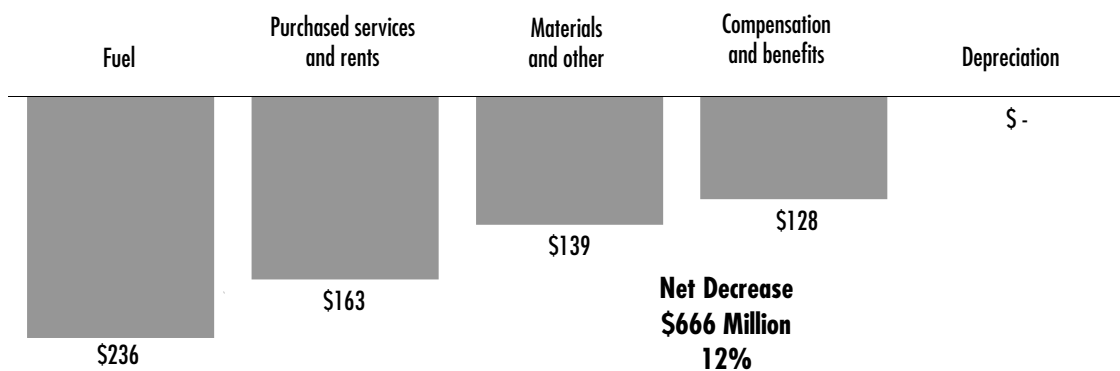 Fuel
Purchased services
and rents
Materials
and other
Compensation
and benefits
Depreciation
$ -
$128
$139
$163
$236
Net Decrease
$666 Million
12%